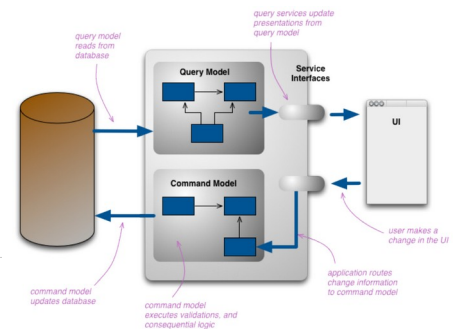 query services update
presentations from
query model
query model
reads from
database
Service
Interfaces
Query Model
UI
Command Model
user makes a
change in the UI
application routes
change information
to command model
command model
updates database
command model
executes validations, and
consequential logic